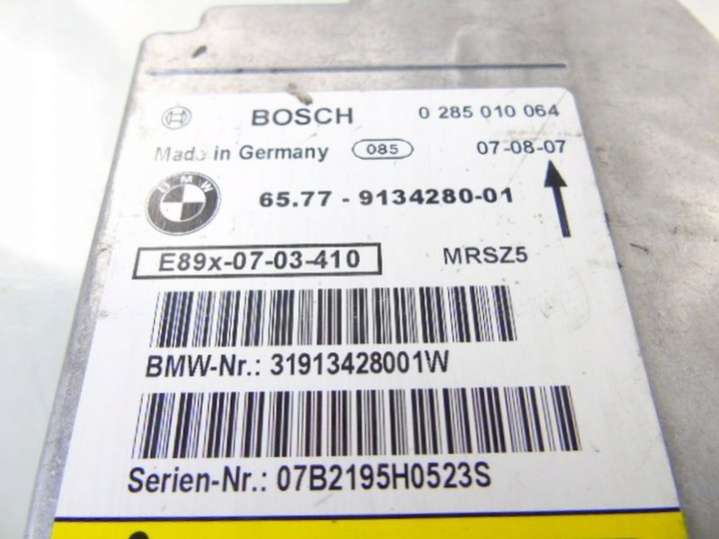 BOSCH 0 285 010 064
Made in Germany 085 07-08-07
BMW 65.77 - 9134280-01
E89x-07-03-410 MRSZ5
BMW-Nr.: 31913428001W
Serien-Nr.: 07B2195H0523S